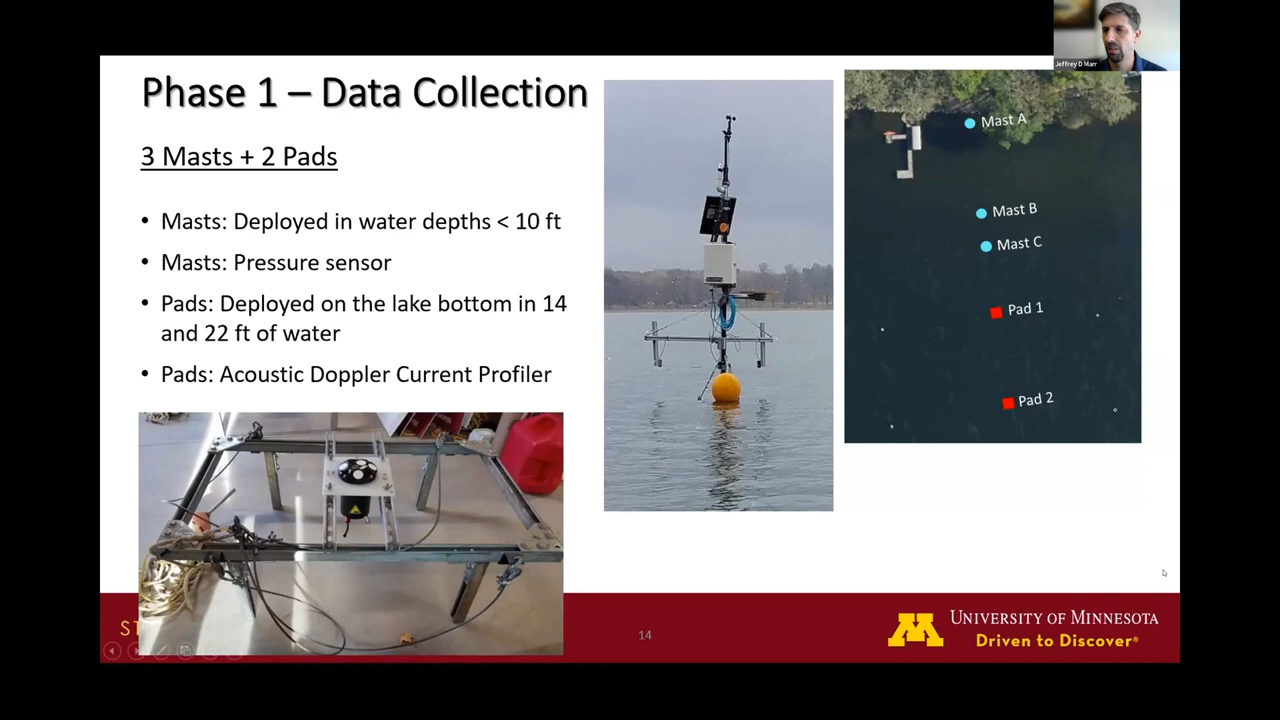 Jeffrey D Marr
Phase 1 – Data Collection
3 Masts + 2 Pads
• Masts: Deployed in water depths < 10 ft
• Masts: Pressure sensor
• Pads: Deployed on the lake bottom in 14
and 22 ft of water
• Pads: Acoustic Doppler Current Profiler
Mast A
Mast B
Mast C
Pad 1
Pad 2
ST
14
M
UNIVERSITY OF MINNESOTA
Driven to Discover®